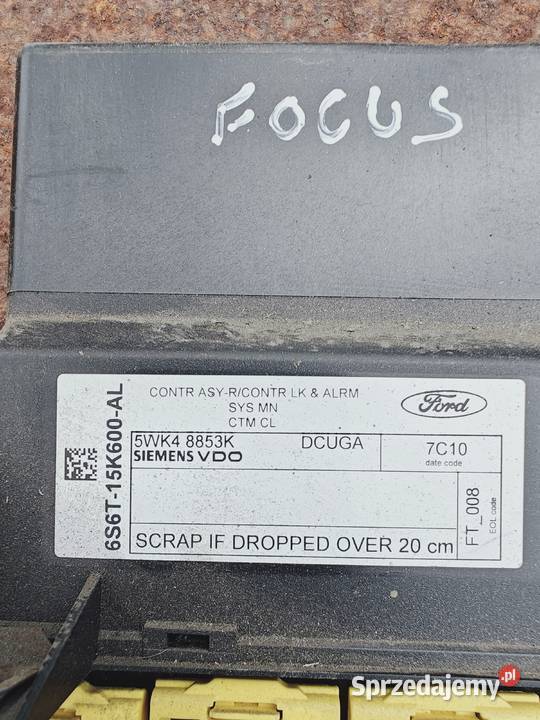 FOCUS
CONTR ASY-R/CONTR LK & ALRM
SYS MN
CTM CL
Ford
6S6T-15K600-AL
5WK4 8853K DCUGA
SIEMENS VDO
7C10
date code
FT_008
EOL code
SCRAP IF DROPPED OVER 20 cm
Sprzedajemy.pl